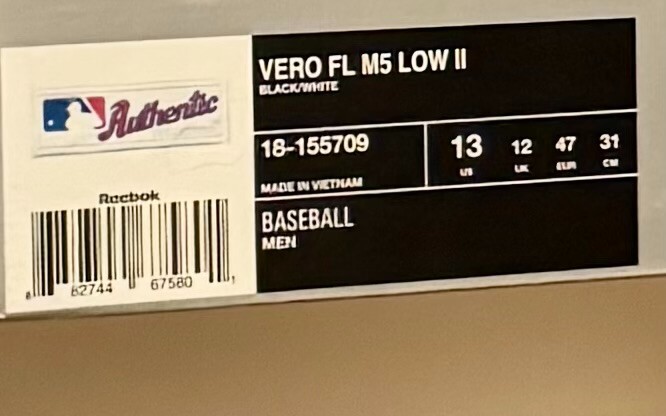 Authentic
Reebok
8 82744 67580 1
VERO FL M5 LOW II
BLACK/WHITE
18-155709
MADE IN VIETNAM
13 12 47 31
US UK EUR CM
BASEBALL
MEN